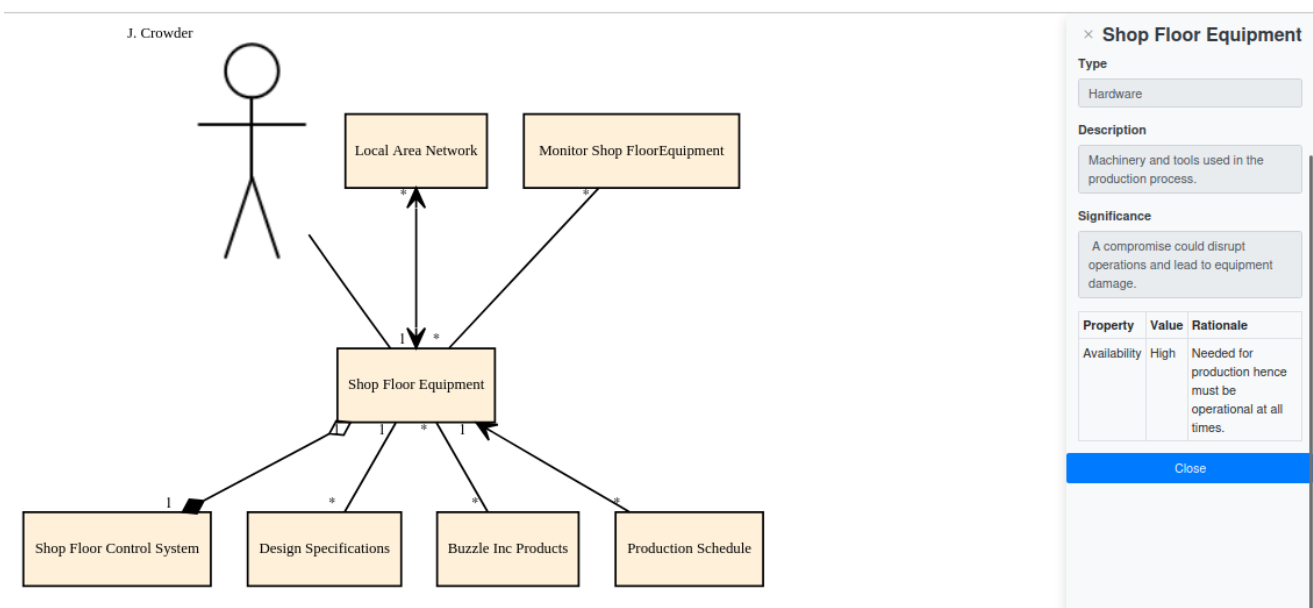 J. Crowder
Local Area Network
Monitor Shop FloorEquipment
*
*
1
*
Shop Floor Equipment
1
1
*
1
1
*
*
*
Shop Floor Control System
Design Specifications
Buzzle Inc Products
Production Schedule
× Shop Floor Equipment
Type
Hardware
Description
Machinery and tools used in the
production process.
Significance
A compromise could disrupt
operations and lead to equipment
damage.
Property Value Rationale
Availability High Needed for
production hence
must be
operational at all
times.
Close